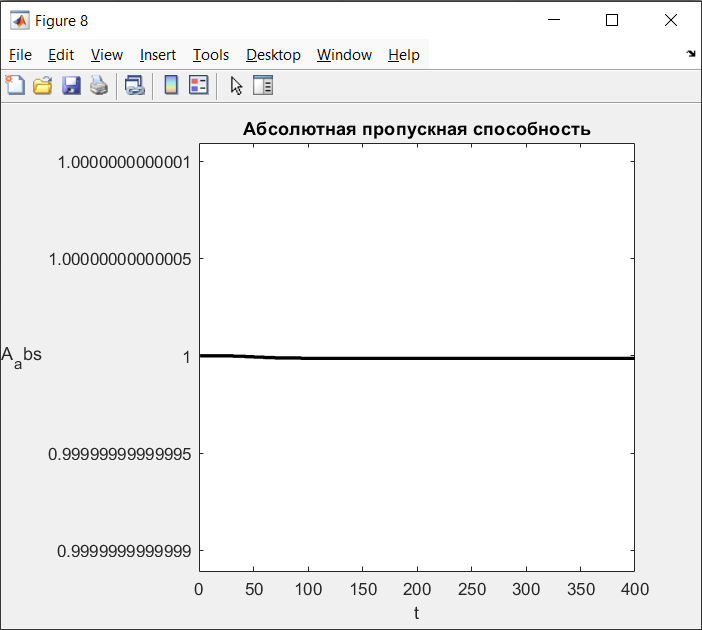 Figure 8
File Edit View Insert Tools Desktop Window Help
Абсолютная пропускная способность
1.0000000000001
1.00000000000005
1
0.99999999999995
0.9999999999999
A_abs
0 50 100 150 200 250 300 350 400
t